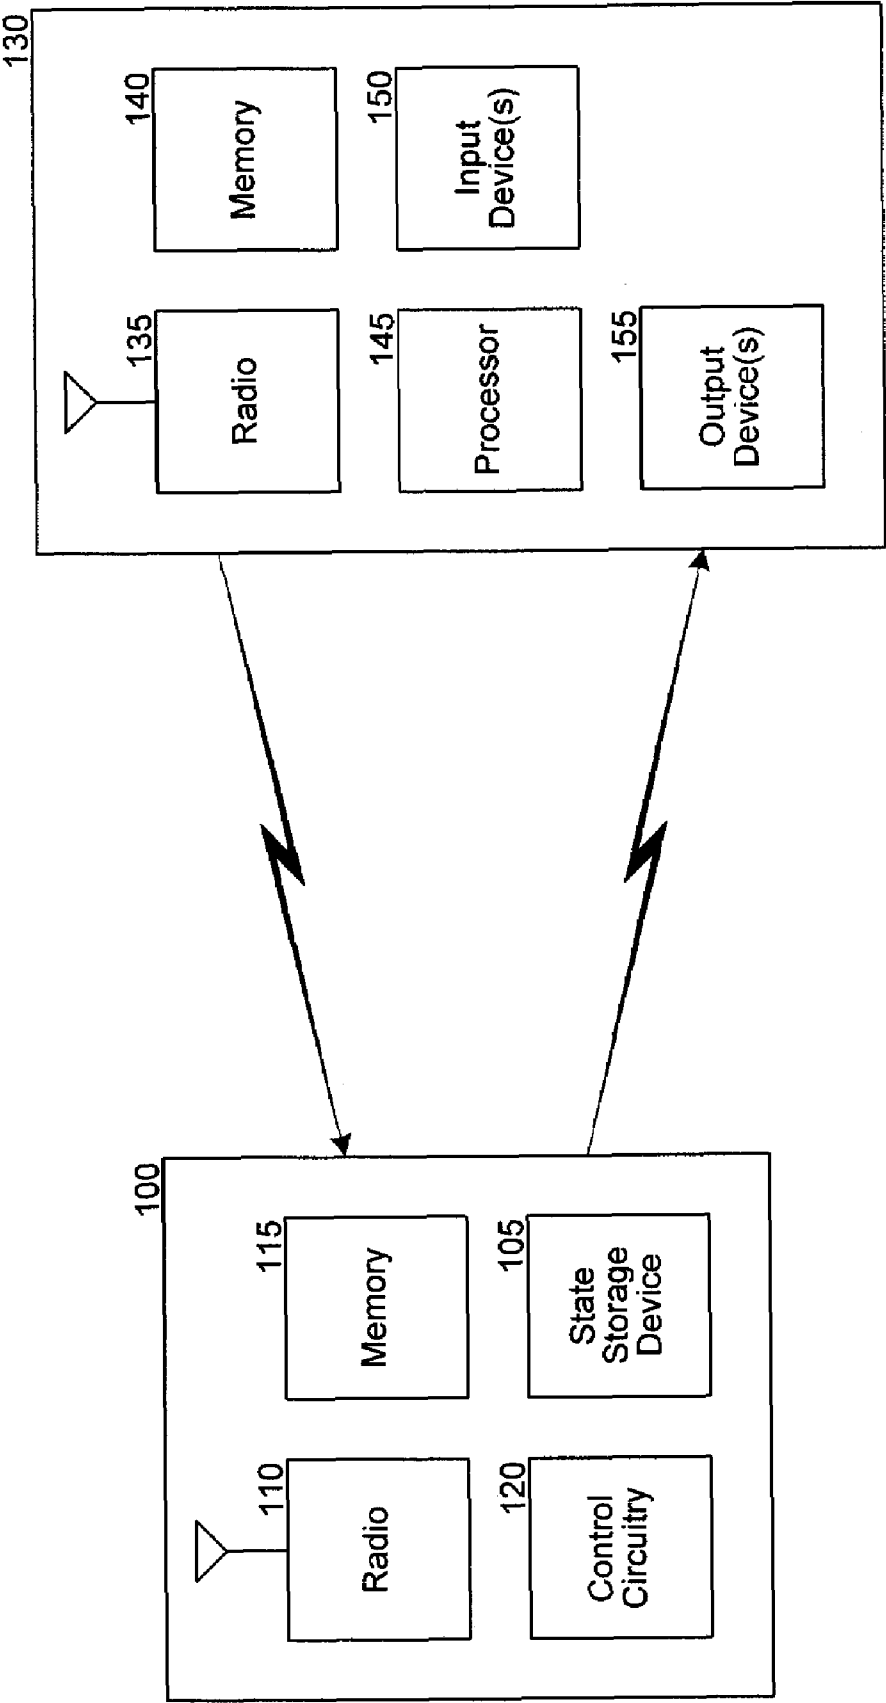 100
110
Radio
115
Memory
120
Control
Circuitry
105
State
Storage
Device
130
135
Radio
140
Memory
145
Processor
150
Input
Device(s)
155
Output
Device(s)